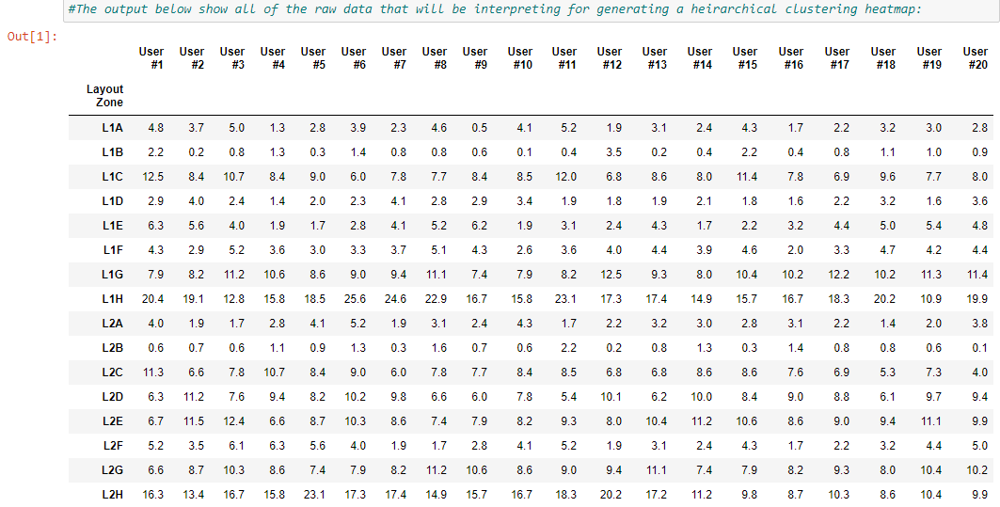 #The output below show all of the raw data that will be interpreting for generating a heirarchical clustering heatmap:
Out[1]:
User #1 User #2 User #3 User #4 User #5 User #6 User #7 User #8 User #9 User #10 User #11 User #12 User #13 User #14 User #15 User #16 User #17 User #18 User #19 User #20
Layout Zone
L1A 4.8 3.7 5.0 1.3 2.8 3.9 2.3 4.6 0.5 4.1 5.2 1.9 3.1 2.4 4.3 1.7 2.2 3.2 3.0 2.8
L1B 2.2 0.2 0.8 1.3 0.3 1.4 0.8 0.8 0.6 0.1 0.4 3.5 0.2 0.4 2.2 0.4 0.8 1.1 1.0 0.9
L1C 12.5 8.4 10.7 8.4 9.0 6.0 7.8 7.7 8.4 8.5 12.0 6.8 8.6 8.0 11.4 7.8 6.9 9.6 7.7 8.0
L1D 2.9 4.0 2.4 1.4 2.0 2.3 4.1 2.8 2.9 3.4 1.9 1.8 1.9 2.1 1.8 1.6 2.2 3.2 1.6 3.6
L1E 6.3 5.6 4.0 1.9 1.7 2.8 4.1 5.2 6.2 1.9 3.1 2.4 4.3 1.7 2.2 3.2 4.4 5.0 5.4 4.8
L1F 4.3 2.9 5.2 3.6 3.0 3.3 3.7 5.1 4.3 2.6 3.6 4.0 4.4 3.9 4.6 2.0 3.3 4.7 4.2 4.4
L1G 7.9 8.2 11.2 10.6 8.6 9.0 9.4 11.1 7.4 7.9 8.2 12.5 9.3 8.0 10.4 10.2 12.2 10.2 11.3 11.4
L1H 20.4 19.1 12.8 15.8 18.5 25.6 24.6 22.9 16.7 15.8 23.1 17.3 17.4 14.9 15.7 16.7 18.3 20.2 10.9 19.9
L2A 4.0 1.9 1.7 2.8 4.1 5.2 1.9 3.1 2.4 4.3 1.7 2.2 3.2 3.0 2.8 3.1 2.2 1.4 2.0 3.8
L2B 0.6 0.7 0.6 1.1 0.9 1.3 0.3 1.6 0.7 0.6 2.2 0.2 0.8 1.3 0.3 1.4 0.8 0.8 0.6 0.1
L2C 11.3 6.6 7.8 10.7 8.4 9.0 6.0 7.8 7.7 8.4 8.5 6.8 6.8 8.6 8.6 7.6 6.9 5.3 7.3 4.0
L2D 6.3 11.2 7.6 9.4 8.2 10.2 9.8 6.6 6.0 7.8 5.4 10.1 6.2 10.0 8.4 9.0 8.8 6.1 9.7 9.4
L2E 6.7 11.5 12.4 6.6 8.7 10.3 8.6 7.4 7.9 8.2 9.3 8.0 10.4 11.2 10.6 8.6 9.0 9.4 11.1 9.9
L2F 5.2 3.5 6.1 6.3 5.6 4.0 1.9 1.7 2.8 4.1 5.2 1.9 3.1 2.4 4.3 1.7 2.2 3.2 4.4 5.0
L2G 6.6 8.7 10.3 8.6 7.4 7.9 8.2 11.2 10.6 8.6 9.0 9.4 11.1 7.4 7.9 8.2 9.3 8.0 10.4 10.2
L2H 16.3 13.4 16.7 15.8 23.1 17.3 17.4 14.9 15.7 16.7 18.3 20.2 17.2 11.2 9.8 8.7 10.3 8.6 10.4 9.9